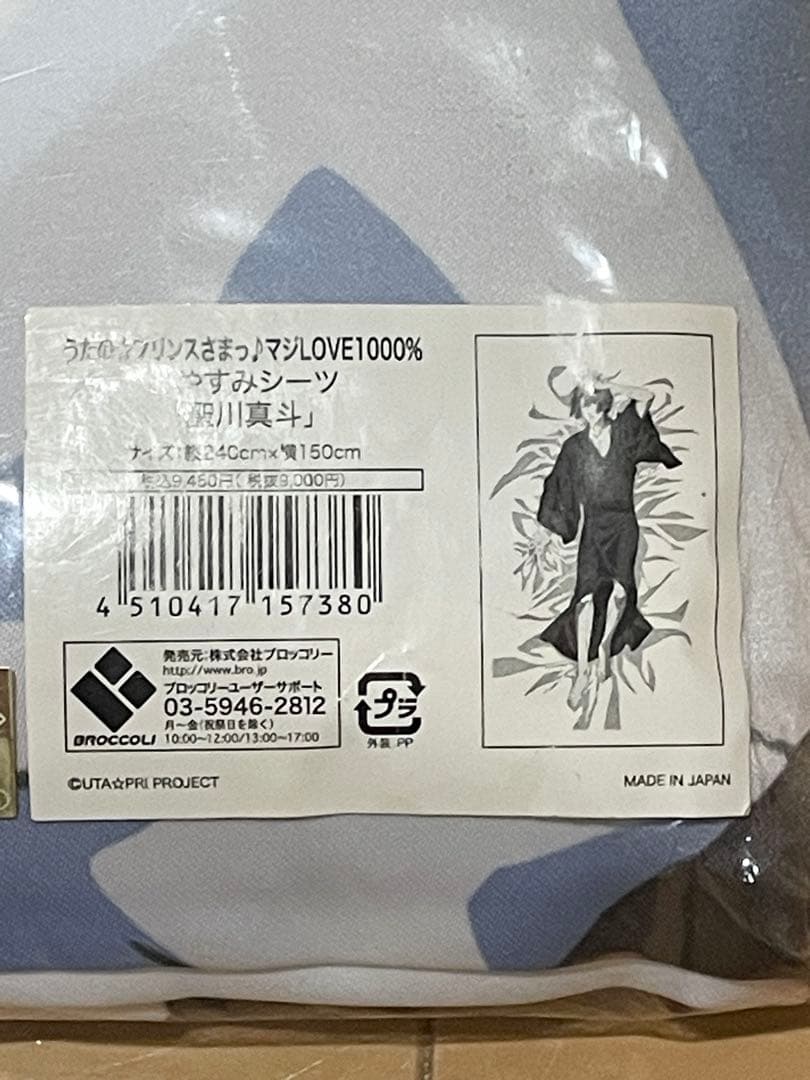 うたの☆プリンスさまっ♪マジLOVE1000%
やすみシーツ
「聖川真斗」
サイズ:縦240cm×横150cm
税込9,450円(税抜9,000円)
4 510417 157380
BROCCOLI
発売元:株式会社ブロッコリー
http://www.bro.jp
ブロッコリーユーザーサポート
03-5946-2812
月～金(祝祭日を除く)
10:00~12:00/13:00~17:00
プラ
外装:PP
©UTA☆PRI PROJECT
MADE IN JAPAN